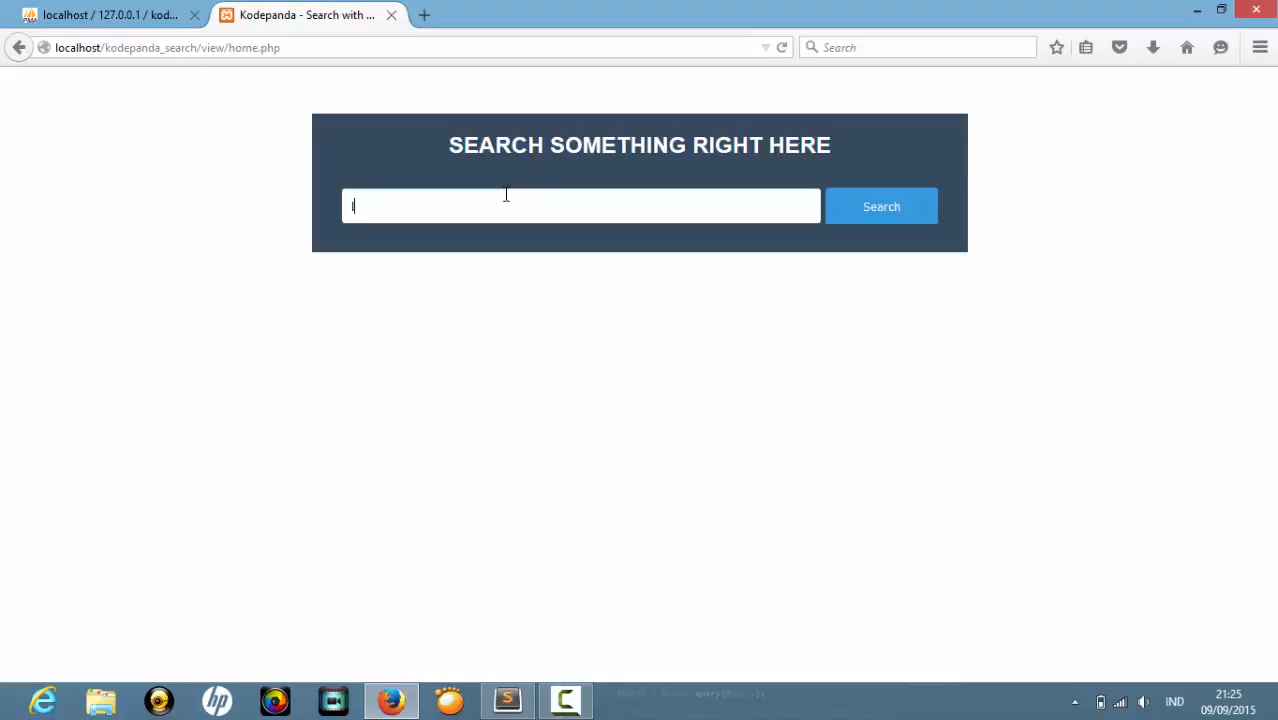 localhost / 127.0.0.1 / kod...
Kodepanda - Search with ...
localhost/kodepanda_search/view/home.php
Search
SEARCH SOMETHING RIGHT HERE
Search
IND
21:25
09/09/2015